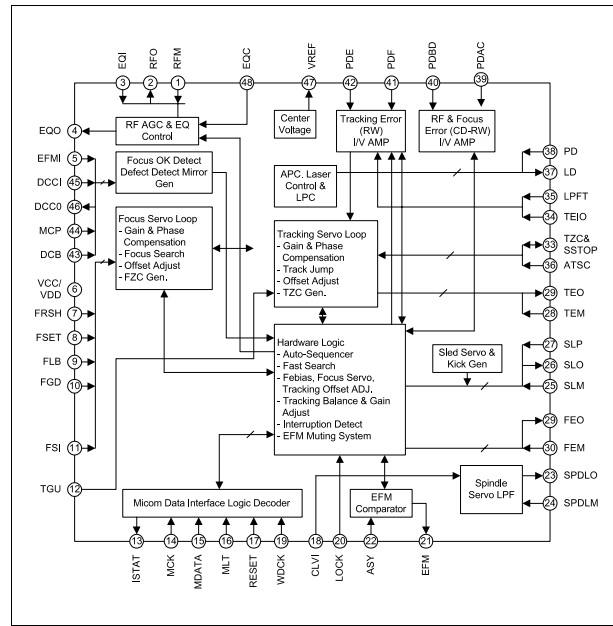 EQI
RFO
RFM
EQC
VREF
PDE
PDF
PDBD
PDAC
3
2
1
48
47
42
41
40
39
EQO
4
RF AGC & EQ
Control
Center
Voltage
Tracking Error
(RW)
I/V AMP
RF & Focus
Error (CD-RW)
I/V AMP
EFMI
5
DCCI
45
DCC0
46
MCP
44
DCB
43
VCC/
VDD
6
FRSH
7
FSET
8
FLB
9
FGD
10
FSI
11
TGU
12
Focus OK Detect
Defect Detect Mirror
Gen
APC. Laser
Control &
LPC
Focus Servo Loop
- Gain & Phase
Compensation
- Focus Search
- Offset Adjust
- FZC Gen.
Tracking Servo Loop
- Gain & Phase
Compensation
- Track Jump
- Offset Adjust
- TZC Gen.
Hardware Logic
- Auto-Sequencer
- Fast Search
- Febias, Focus Servo,
Tracking Offset ADJ.
- Tracking Balance & Gain
Adjust
- Interruption Detect
- EFM Muting System
Sled Servo &
Kick Gen
Micom Data Interface Logic Decoder
EFM
Comparator
Spindle
Servo LPF
38
PD
37
LD
35
LPFT
34
TEIO
33
TZC&
SSTOP
36
ATSC
29
TEO
28
TEM
27
SLP
26
SLO
25
SLM
29
FEO
30
FEM
23
SPDLO
24
SPDLM
13
14
15
16
17
19
18
20
22
21
ISTAT
MCK
MDATA
MLT
RESET
WDCK
CLVI
LOCK
ASY
EFM